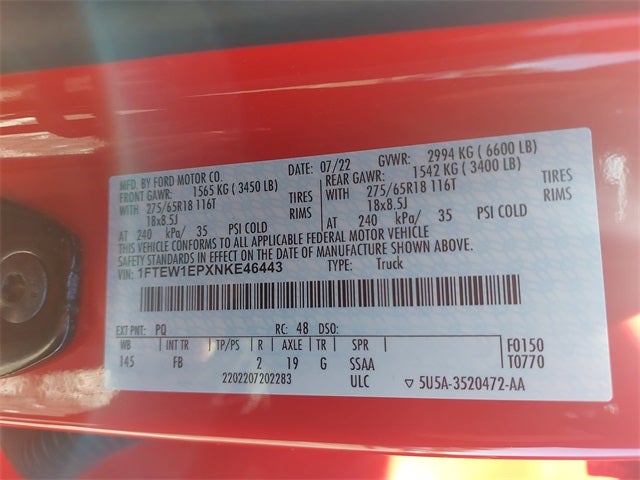 MFD. BY FORD MOTOR CO. DATE: 07/22 GVWR: 2994 KG ( 6600 LB)
FRONT GAWR: 1565 KG ( 3450 LB) REAR GAWR: 1542 KG ( 3400 LB)
WITH 275/65R18 116T TIRES WITH 275/65R18 116T TIRES
18x8.5J RIMS 18x8.5J RIMS
AT 240 kPa/ 35 PSI COLD AT 240 kPa/ 35 PSI COLD
THIS VEHICLE CONFORMS TO ALL APPLICABLE FEDERAL MOTOR VEHICLE
SAFETY STANDARDS IN EFFECT ON THE DATE OF MANUFACTURE SHOWN ABOVE.
VIN: 1FTEW1EPXNKE46443 TYPE: Truck
EXT PNT: PQ RC: 48 DSO:
WB INT TR TP/PS R AXLE TR SPR F0150
145 FB 2 19 G SSAA T0770
2202207202283 ULC ▽ 5U5A-3520472-AA